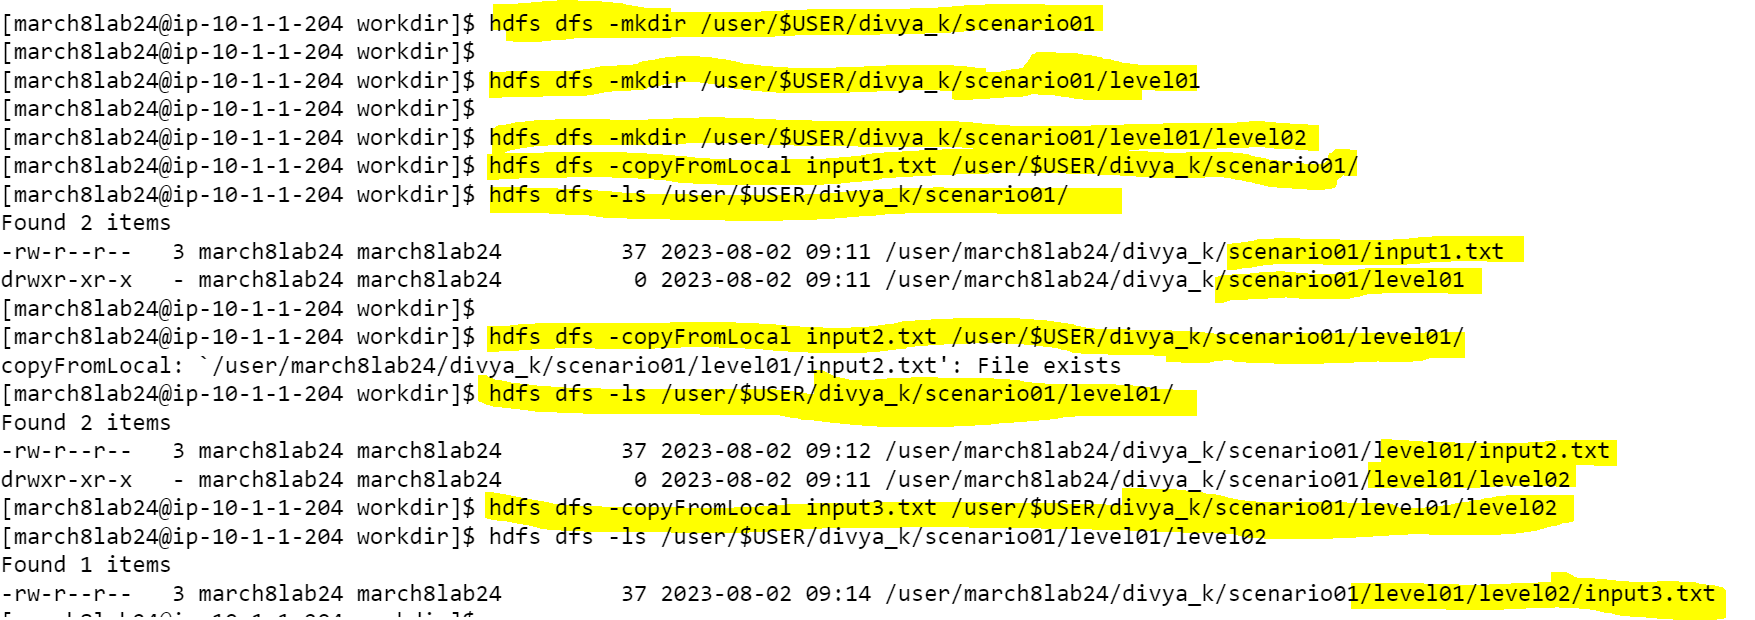 [march8lab24@ip-10-1-1-204 workdir]$ hdfs dfs -mkdir /user/$USER/divya_k/scenario01
[march8lab24@ip-10-1-1-204 workdir]$
[march8lab24@ip-10-1-1-204 workdir]$ hdfs dfs -mkdir /user/$USER/divya_k/scenario01/level01
[march8lab24@ip-10-1-1-204 workdir]$
[march8lab24@ip-10-1-1-204 workdir]$ hdfs dfs -mkdir /user/$USER/divya_k/scenario01/level01/level02
[march8lab24@ip-10-1-1-204 workdir]$ hdfs dfs -copyFromLocal input1.txt /user/$USER/divya_k/scenario01/
[march8lab24@ip-10-1-1-204 workdir]$ hdfs dfs -ls /user/$USER/divya_k/scenario01/
Found 2 items
-rw-r--r--   3 march8lab24 march8lab24         37 2023-08-02 09:11 /user/march8lab24/divya_k/scenario01/input1.txt
drwxr-xr-x   - march8lab24 march8lab24          0 2023-08-02 09:11 /user/march8lab24/divya_k/scenario01/level01
[march8lab24@ip-10-1-1-204 workdir]$
[march8lab24@ip-10-1-1-204 workdir]$ hdfs dfs -copyFromLocal input2.txt /user/$USER/divya_k/scenario01/level01/
copyFromLocal: `/user/march8lab24/divya_k/scenario01/level01/input2.txt': File exists
[march8lab24@ip-10-1-1-204 workdir]$ hdfs dfs -ls /user/$USER/divya_k/scenario01/level01/
Found 2 items
-rw-r--r--   3 march8lab24 march8lab24         37 2023-08-02 09:12 /user/march8lab24/divya_k/scenario01/level01/input2.txt
drwxr-xr-x   - march8lab24 march8lab24          0 2023-08-02 09:11 /user/march8lab24/divya_k/scenario01/level01/level02
[march8lab24@ip-10-1-1-204 workdir]$ hdfs dfs -copyFromLocal input3.txt /user/$USER/divya_k/scenario01/level01/level02
[march8lab24@ip-10-1-1-204 workdir]$ hdfs dfs -ls /user/$USER/divya_k/scenario01/level01/level02
Found 1 items
-rw-r--r--   3 march8lab24 march8lab24         37 2023-08-02 09:14 /user/march8lab24/divya_k/scenario01/level01/level02/input3.txt